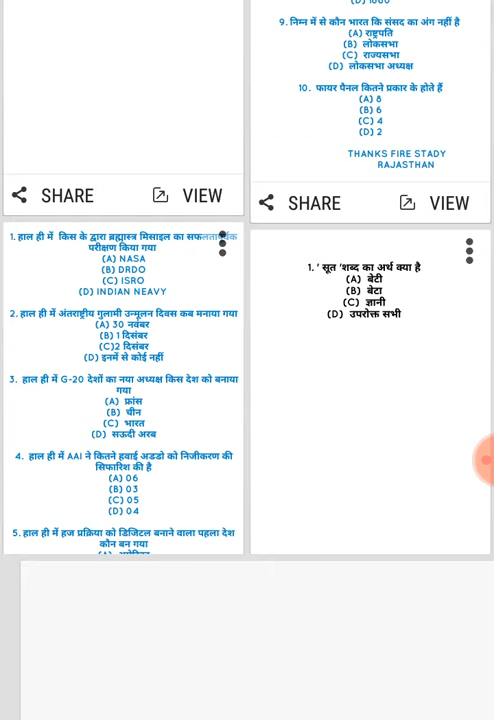 (D) 1860
9. निम्न में से कौन भारत कि संसद का अंग नहीं है
(A) राष्ट्रपति
(B) लोकसभा
(C) राज्यसभा
(D) लोकसभा अध्यक्ष
10. फायर पैनल कितने प्रकार के होते हैं
(A) 8
(B) 6
(C) 4
(D) 2
THANKS FIRE STADY
RAJASTHAN
SHARE VIEW
SHARE VIEW
1. हाल ही में किस के द्वारा ब्रह्मास्त्र मिसाइल का सफलतापूर्वक
परीक्षण किया गया
(A) NASA
(B) DRDO
(C) ISRO
(D) INDIAN NEAVY
2. हाल ही में अंतराष्ट्रीय गुलामी उन्मूलन दिवस कब मनाया गया
(A) 30 नवंबर
(B) 1 दिसंबर
(C)2 दिसंबर
(D) इनमें से कोई नहीं
3. हाल ही में G-20 देशों का नया अध्यक्ष किस देश को बनाया
गया
(A) फ्रांस
(B) चीन
(C) भारत
(D) सऊदी अरब
4. हाल ही में AAI ने कितने हवाई अडडो को निजीकरण की
सिफारिश की है
(A) 06
(B) 03
(C) 05
(D) 04
5. हाल ही में हज प्रक्रिया को डिजिटल बनाने वाला पहला देश
कौन बन गया
1. ' सूत 'शब्द का अर्थ क्या है
(A) बेटी
(B) बेटा
(C) ज्ञानी
(D) उपरोक्त सभी